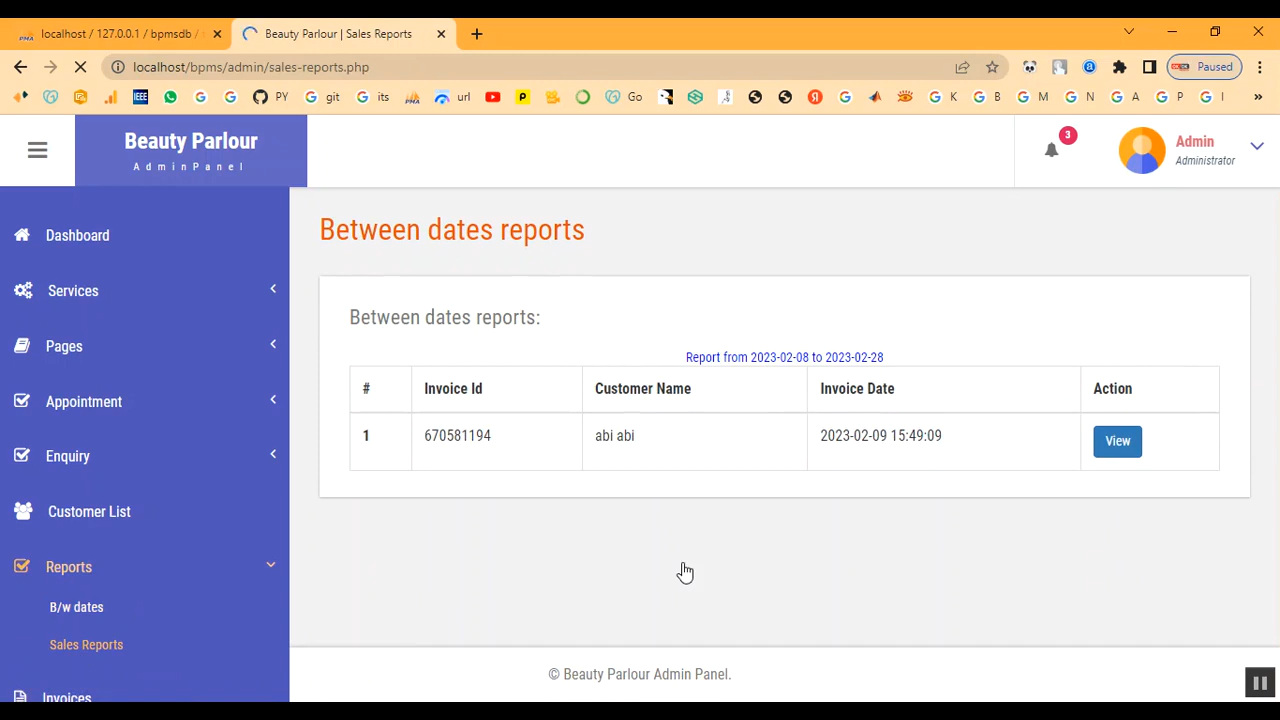 localhost / 127.0.0.1 / bpmsdb /
Beauty Parlour | Sales Reports
localhost/bpms/admin/sales-reports.php
Paused
IEEE PY git its url Go K B M N A P I
Beauty Parlour
AdminPanel
3
Admin
Administrator
Dashboard
Services
Pages
Appointment
Enquiry
Customer List
Reports
B/w dates
Sales Reports
Invoices
Between dates reports
Between dates reports:
Report from 2023-02-08 to 2023-02-28
# Invoice Id Customer Name Invoice Date Action
1 670581194 abi abi 2023-02-09 15:49:09 View
© Beauty Parlour Admin Panel.